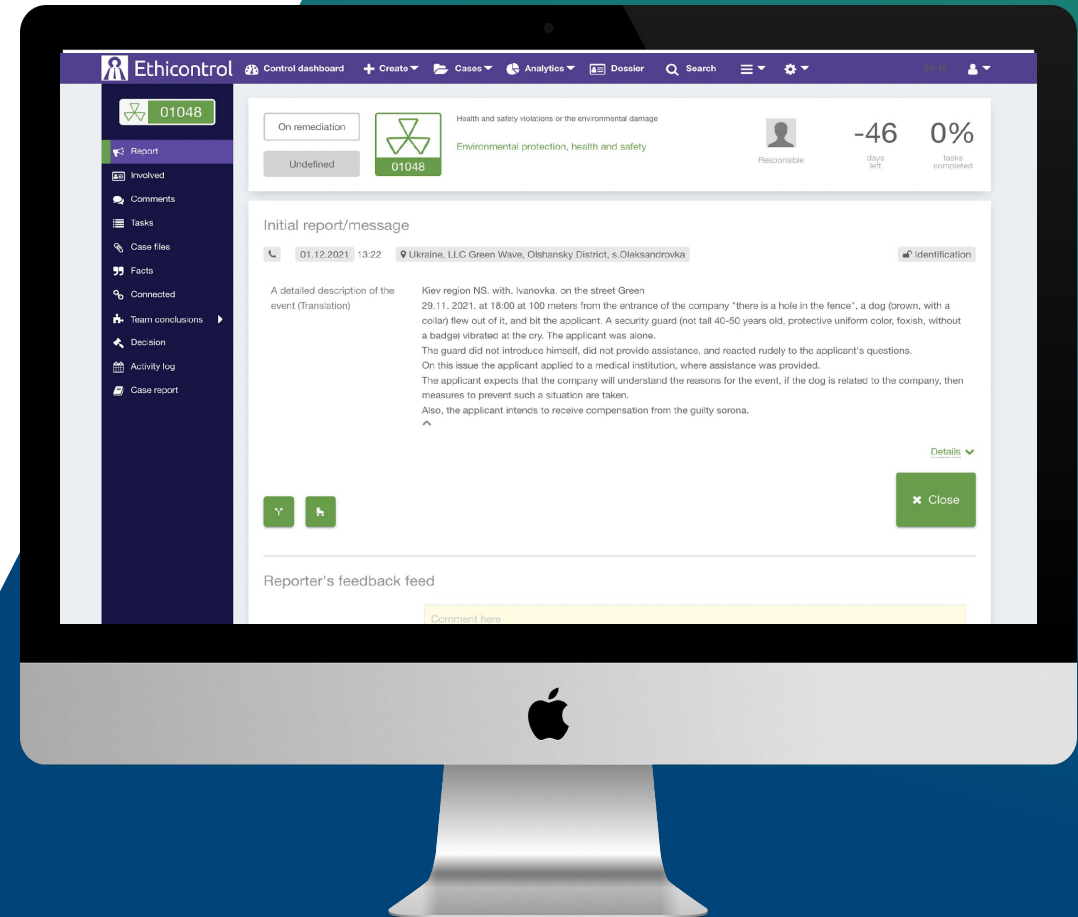 Ethicontrol
Control dashboard
Create
Cases
Analytics
Dossier
Search
01048
Report
Involved
Comments
Tasks
Case files
Facts
Connected
Team conclusions
Decision
Activity log
Case report
On remediation
Undefined
01048
Health and safety violations or the environmental damage
Environmental protection, health and safety
Responsible
-46
days
left
0%
tasks
completed
Initial report/message
01.12.2021 13:22 Ukraine, LLC Green Wave, Olshansky District, s.Oleksandrovka
Identification
A detailed description of the
event (Translation)
Kiev region NS. with. Ivanovka. on the street Green
29.11. 2021. at 18:00 at 100 meters from the entrance of the company "there is a hole in the fence", a dog (brown, with a
collar) flew out of it, and bit the applicant. A security guard (not tall 40-50 years old, protective uniform color, foxish, without
a badge) vibrated at the cry. The applicant was alone.
The guard did not introduce himself, did not provide assistance, and reacted rudely to the applicant's questions.
On this issue the applicant applied to a medical institution, where assistance was provided.
The applicant expects that the company will understand the reasons for the event, if the dog is related to the company, then
measures to prevent such a situation are taken.
Also, the applicant intends to receive compensation from the guilty sorona.
Details
Close
Reporter's feedback feed
Comment here